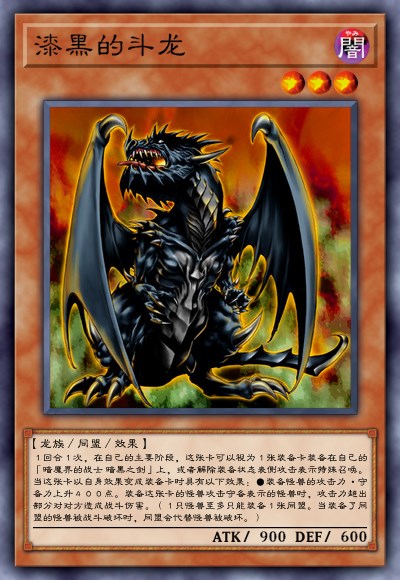 漆黑的斗龙
やみ
闇
【龙族／同盟／效果】
1回合1次，在自己的主要阶段，这张卡可以视为1张装备卡装备在自己的
「暗魔界的战士 暗黑之剑」上，或者解除装备状态表侧攻击表示特殊召唤。
当这张卡以自身效果变成装备卡时具有以下效果：●装备怪兽的攻击力·守
备力上升４００点。装备这张卡的怪兽攻击守备表示的怪兽时，攻击力超出
部分对对方造成战斗伤害。（１只怪兽至多只能装备１张同盟。当装备了同
盟的怪兽被战斗破坏时，同盟会代替怪兽被破坏。）
ATK/ 900 DEF/ 600